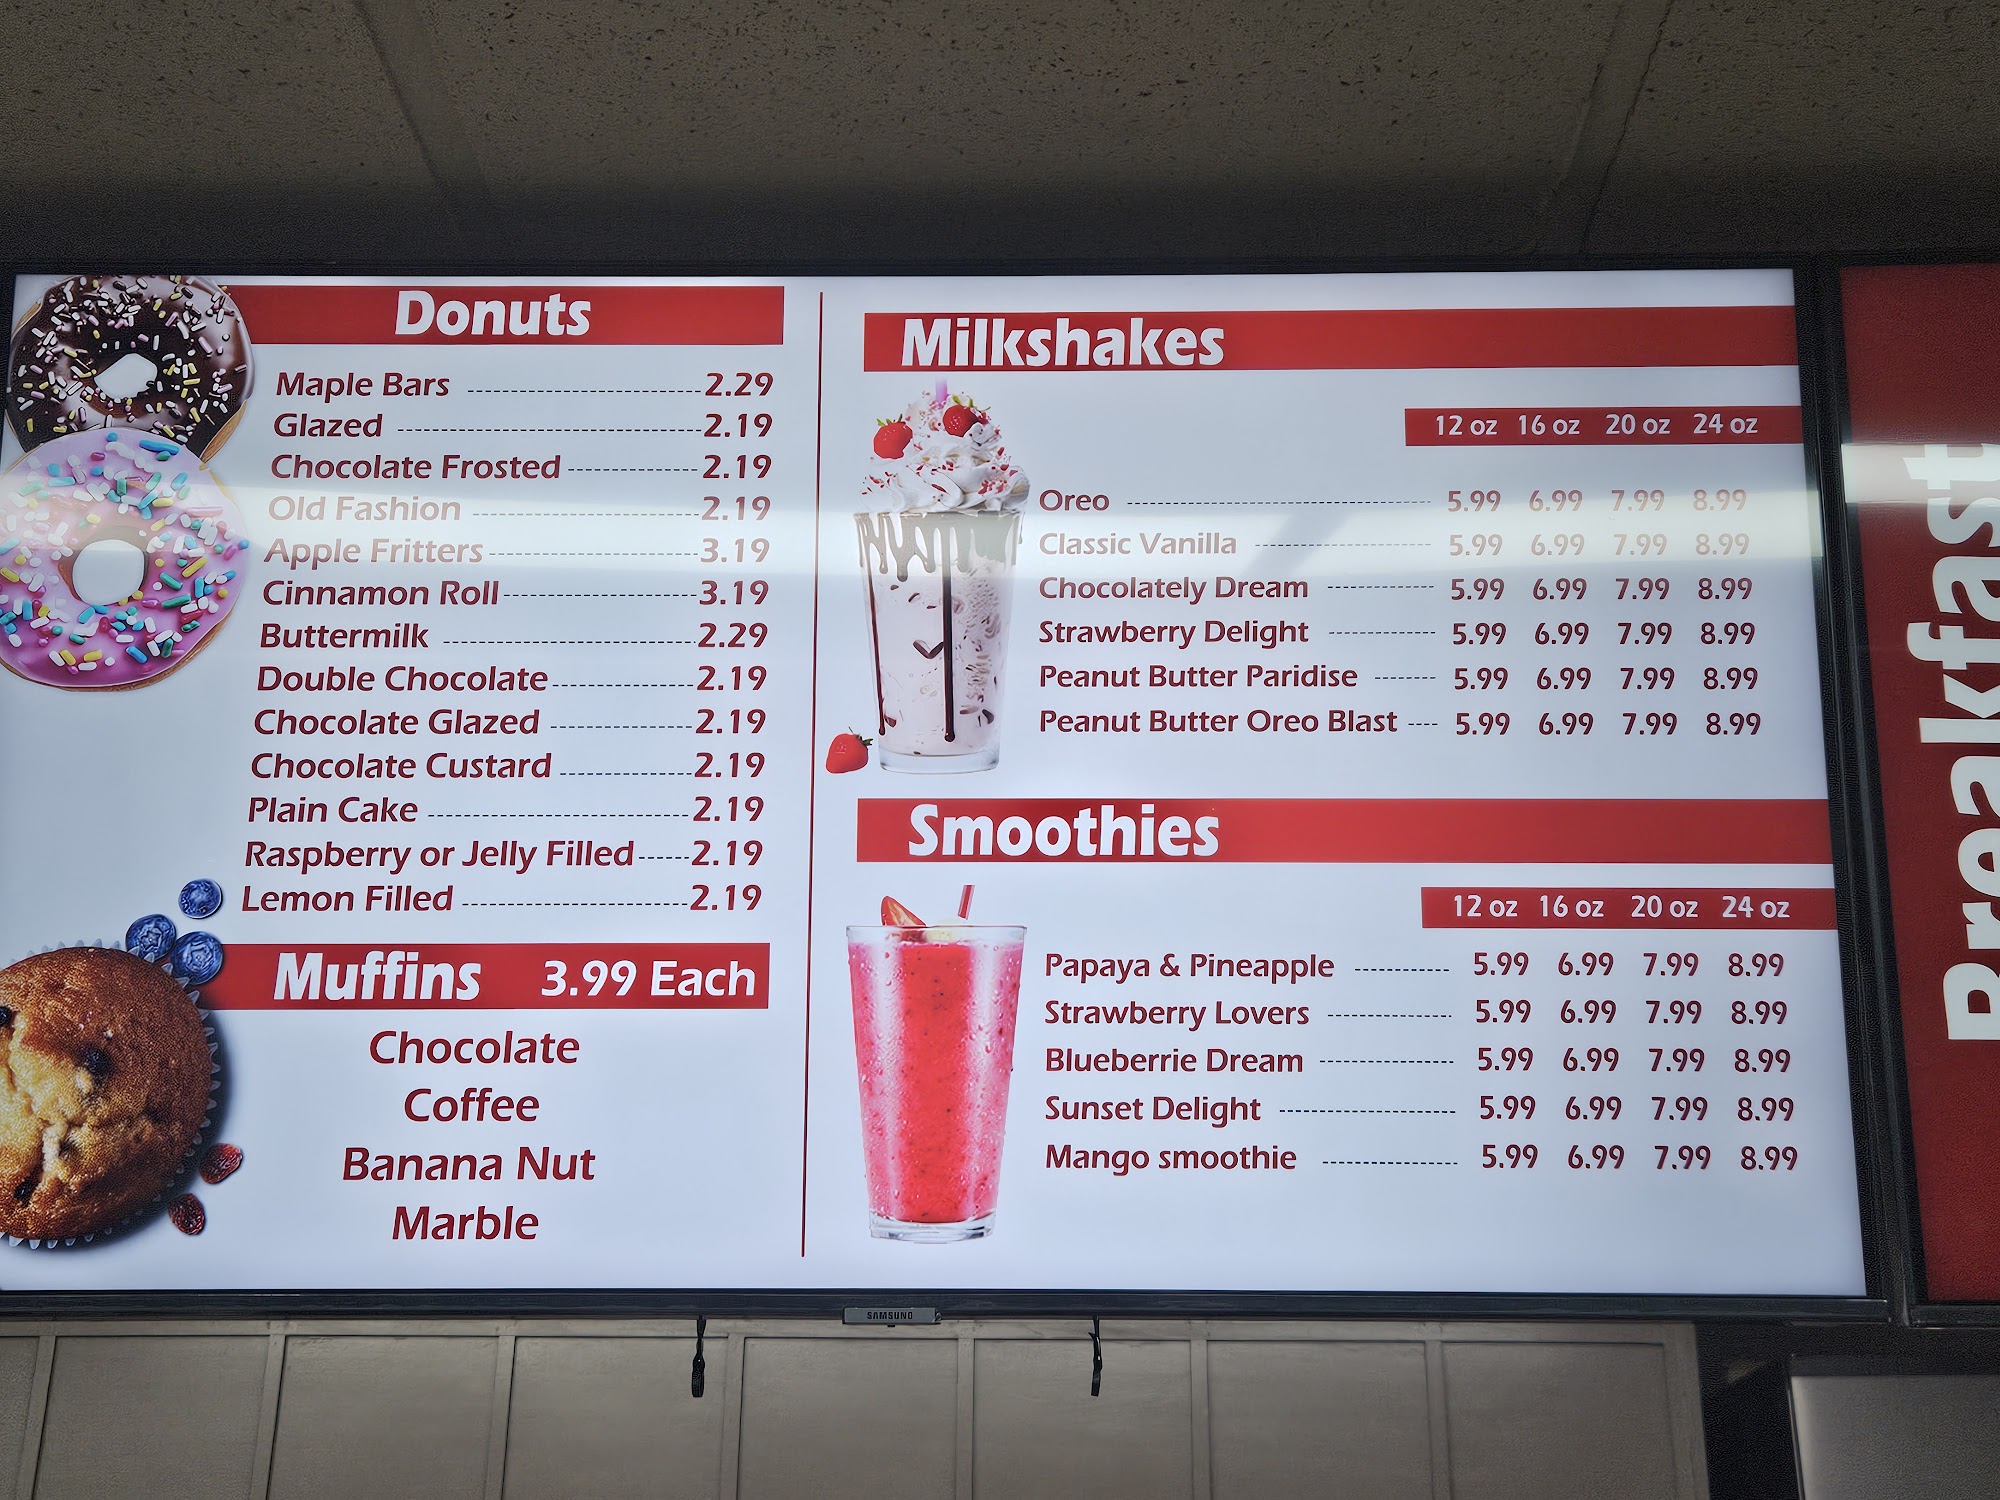 Donuts
Maple Bars 2.29
Glazed 2.19
Chocolate Frosted 2.19
Old Fashion 2.19
Apple Fritters 3.19
Cinnamon Roll 3.19
Buttermilk 2.29
Double Chocolate 2.19
Chocolate Glazed 2.19
Chocolate Custard 2.19
Plain Cake 2.19
Raspberry or Jelly Filled 2.19
Lemon Filled 2.19
Muffins 3.99 Each
Chocolate
Coffee
Banana Nut
Marble
Milkshakes
12 oz 16 oz 20 oz 24 oz
Oreo 5.99 6.99 7.99 8.99
Classic Vanilla 5.99 6.99 7.99 8.99
Chocolately Dream 5.99 6.99 7.99 8.99
Strawberry Delight 5.99 6.99 7.99 8.99
Peanut Butter Paridise 5.99 6.99 7.99 8.99
Peanut Butter Oreo Blast 5.99 6.99 7.99 8.99
Smoothies
12 oz 16 oz 20 oz 24 oz
Papaya & Pineapple 5.99 6.99 7.99 8.99
Strawberry Lovers 5.99 6.99 7.99 8.99
Blueberrie Dream 5.99 6.99 7.99 8.99
Sunset Delight 5.99 6.99 7.99 8.99
Mango smoothie 5.99 6.99 7.99 8.99
Breakfast
SAMSUNG